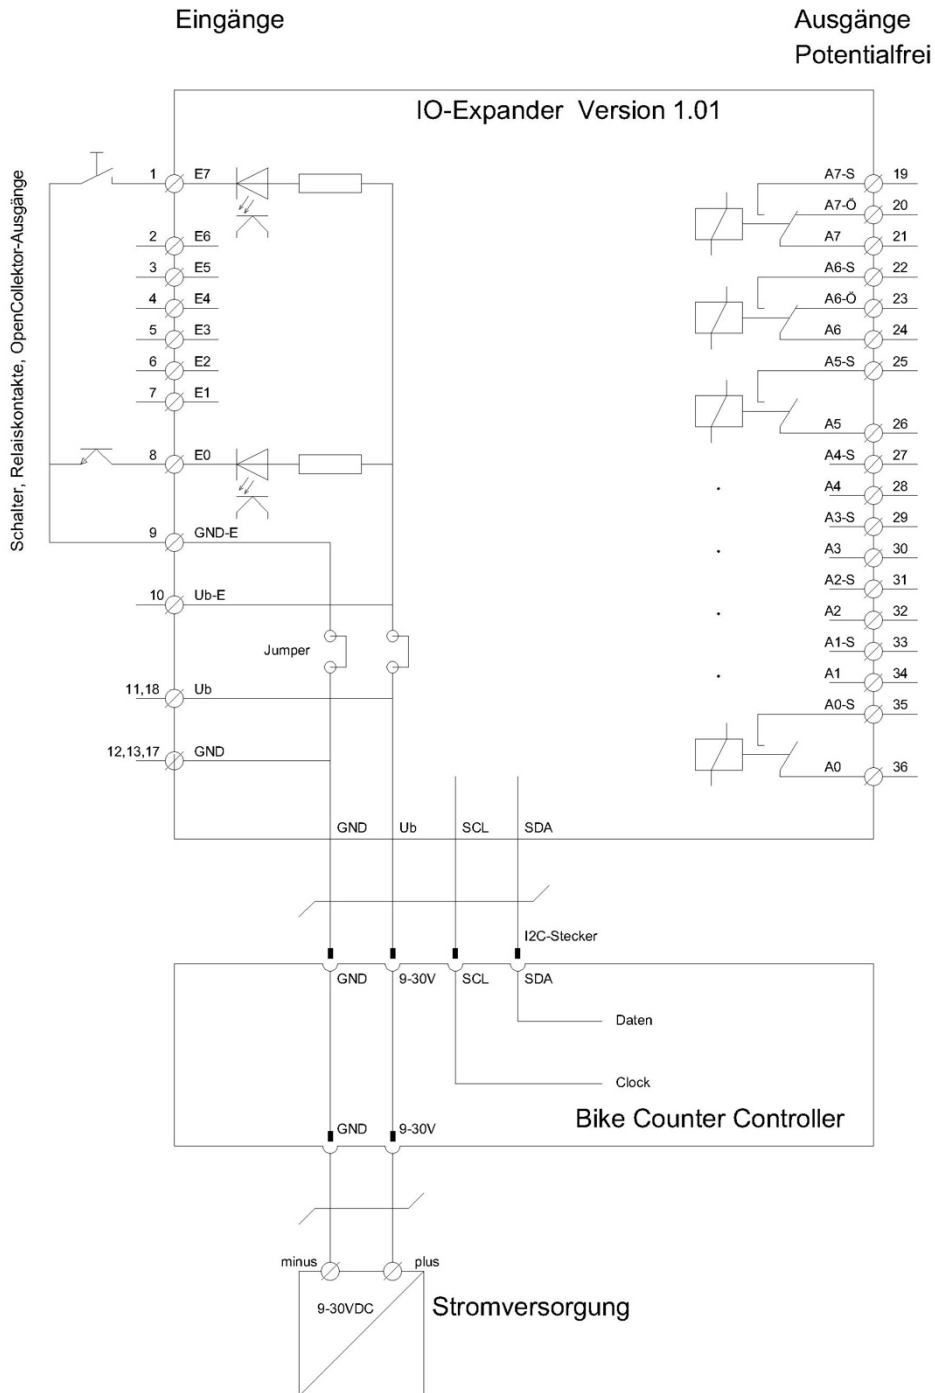 Eingänge
Ausgänge
Potentialfrei
IO-Expander Version 1.01
Schalter, Relaiskontakte, OpenCollektor-Ausgänge
1 E7
2 E6
3 E5
4 E4
5 E3
6 E2
7 E1
8 E0
9 GND-E
10 Ub-E
Jumper
11,18 Ub
12,13,17 GND
A7-S 19
A7-Ö 20
A7 21
A6-S 22
A6-Ö 23
A6 24
A5-S 25
A5 26
A4-S 27
A4 28
A3-S 29
A3 30
A2-S 31
A2 32
A1-S 33
A1 34
A0-S 35
A0 36
GND Ub SCL SDA
I2C-Stecker
GND 9-30V SCL SDA
Daten
Clock
Bike Counter Controller
GND 9-30V
minus plus
9-30VDC
Stromversorgung